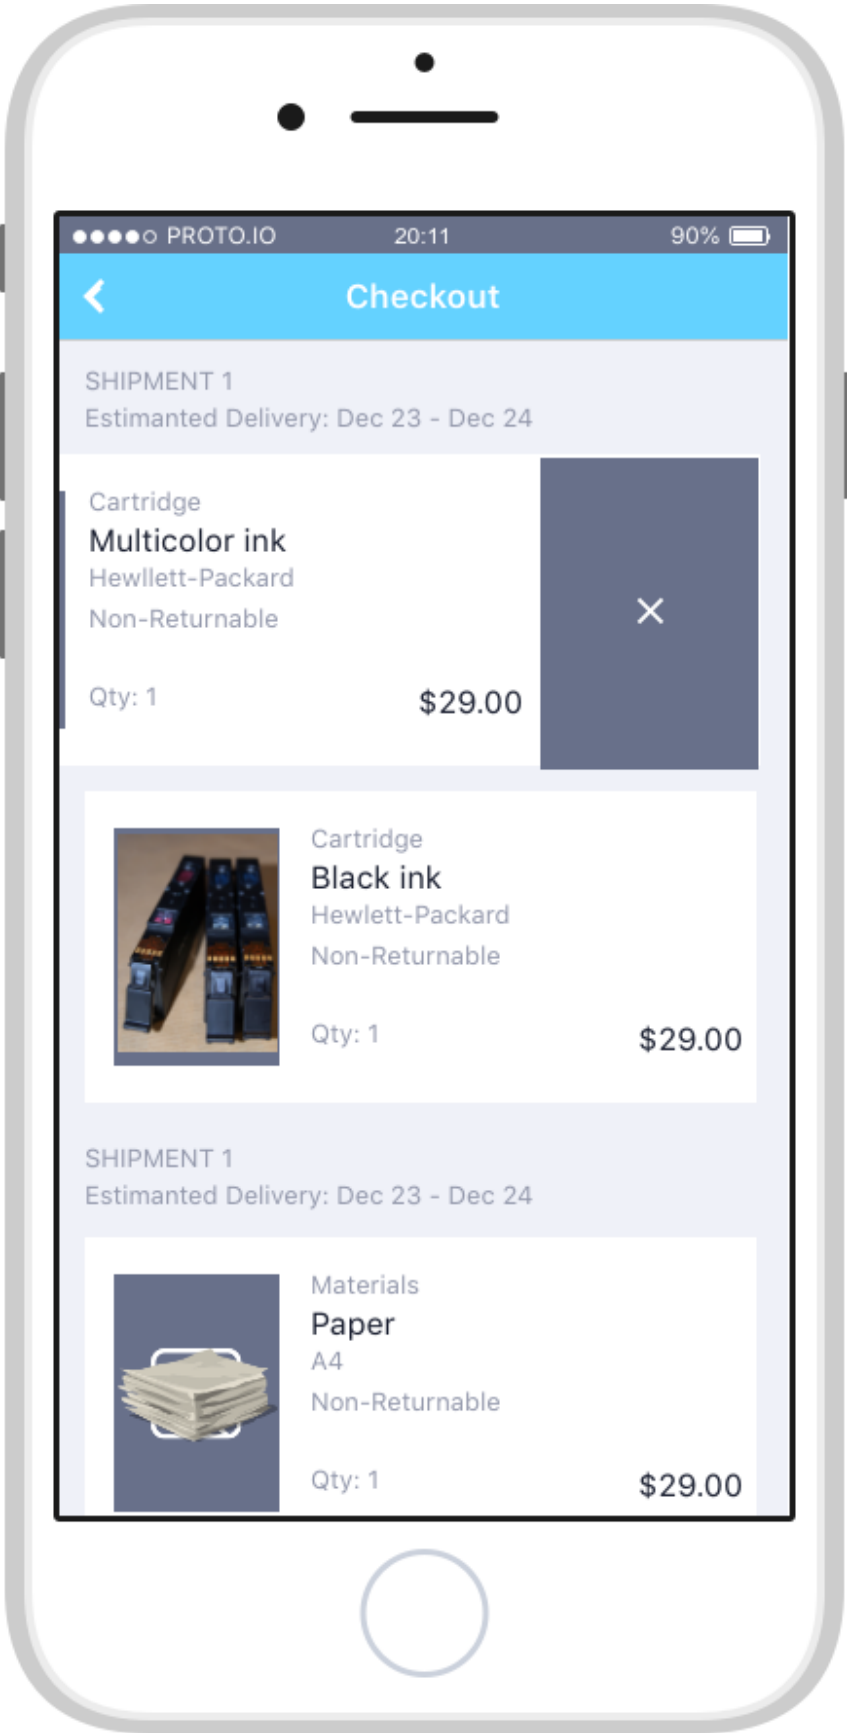 PROTO.IO 20:11 90%
Checkout
SHIPMENT 1
Estimanted Delivery: Dec 23 - Dec 24
Cartridge
Multicolor ink
Hewllett-Packard
Non-Returnable
Qty: 1 $29.00
Cartridge
Black ink
Hewlett-Packard
Non-Returnable
Qty: 1 $29.00
SHIPMENT 1
Estimanted Delivery: Dec 23 - Dec 24
Materials
Paper
A4
Non-Returnable
Qty: 1 $29.00